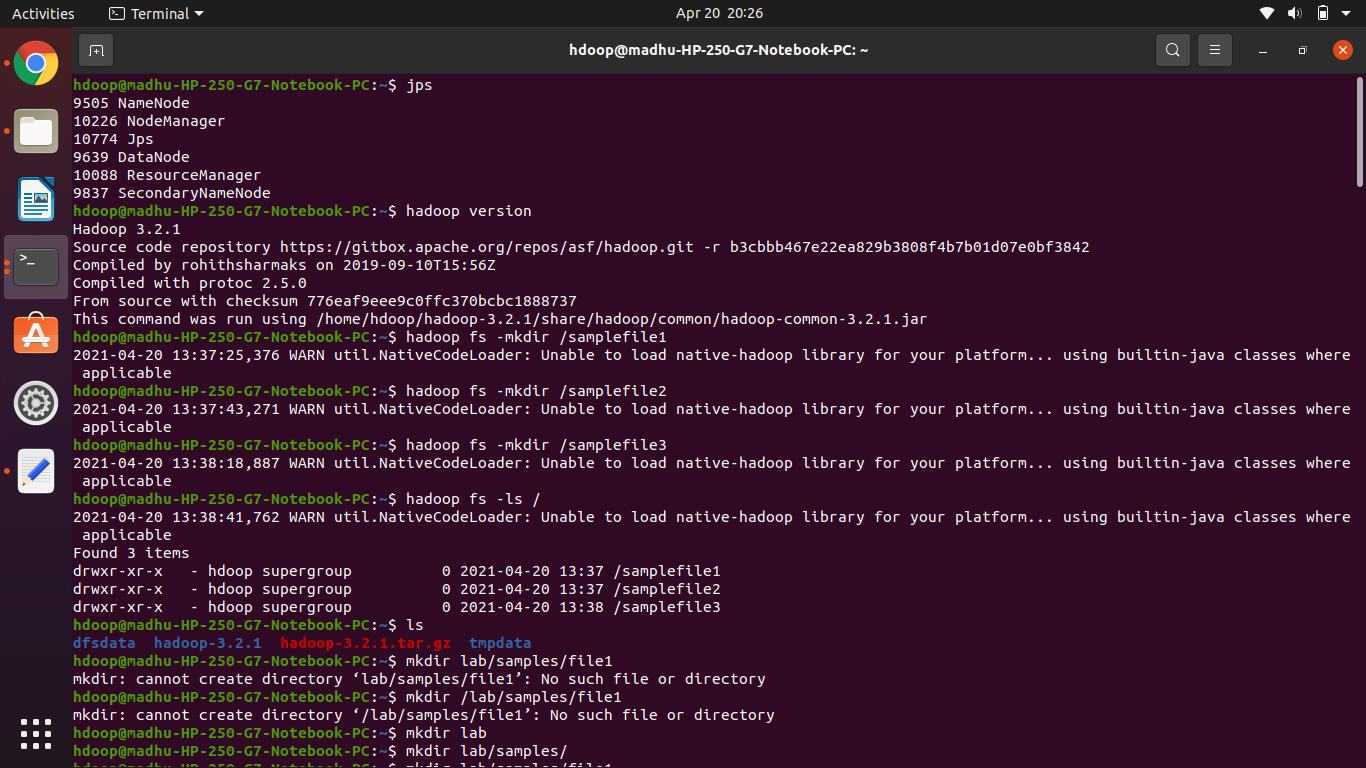 Activities Terminal Apr 20 20:26
hdoop@madhu-HP-250-G7-Notebook-PC: ~
hdoop@madhu-HP-250-G7-Notebook-PC:~$ jps
9505 NameNode
10226 NodeManager
10774 Jps
9639 DataNode
10088 ResourceManager
9837 SecondaryNameNode
hdoop@madhu-HP-250-G7-Notebook-PC:~$ hadoop version
Hadoop 3.2.1
Source code repository https://gitbox.apache.org/repos/asf/hadoop.git -r b3cbbb467e22ea829b3808f4b7b01d07e0bf3842
Compiled by rohithsharmaks on 2019-09-10T15:56Z
Compiled with protoc 2.5.0
From source with checksum 776eaf9eee9c0ffc370bcbc1888737
This command was run using /home/hdoop/hadoop-3.2.1/share/hadoop/common/hadoop-common-3.2.1.jar
hdoop@madhu-HP-250-G7-Notebook-PC:~$ hadoop fs -mkdir /samplefile1
2021-04-20 13:37:25,376 WARN util.NativeCodeLoader: Unable to load native-hadoop library for your platform... using builtin-java classes where
applicable
hdoop@madhu-HP-250-G7-Notebook-PC:~$ hadoop fs -mkdir /samplefile2
2021-04-20 13:37:43,271 WARN util.NativeCodeLoader: Unable to load native-hadoop library for your platform... using builtin-java classes where
applicable
hdoop@madhu-HP-250-G7-Notebook-PC:~$ hadoop fs -mkdir /samplefile3
2021-04-20 13:38:18,887 WARN util.NativeCodeLoader: Unable to load native-hadoop library for your platform... using builtin-java classes where
applicable
hdoop@madhu-HP-250-G7-Notebook-PC:~$ hadoop fs -ls /
2021-04-20 13:38:41,762 WARN util.NativeCodeLoader: Unable to load native-hadoop library for your platform... using builtin-java classes where
applicable
Found 3 items
drwxr-xr-x   - hdoop supergroup          0 2021-04-20 13:37 /samplefile1
drwxr-xr-x   - hdoop supergroup          0 2021-04-20 13:37 /samplefile2
drwxr-xr-x   - hdoop supergroup          0 2021-04-20 13:38 /samplefile3
hdoop@madhu-HP-250-G7-Notebook-PC:~$ ls
dfsdata  hadoop-3.2.1  hadoop-3.2.1.tar.gz  tmpdata
hdoop@madhu-HP-250-G7-Notebook-PC:~$ mkdir lab/samples/file1
mkdir: cannot create directory ‘lab/samples/file1’: No such file or directory
hdoop@madhu-HP-250-G7-Notebook-PC:~$ mkdir /lab/samples/file1
mkdir: cannot create directory ‘/lab/samples/file1’: No such file or directory
hdoop@madhu-HP-250-G7-Notebook-PC:~$ mkdir lab
hdoop@madhu-HP-250-G7-Notebook-PC:~$ mkdir lab/samples/
hdoop@madhu-HP-250-G7-Notebook-PC:~$ mkdir lab/samples/file1